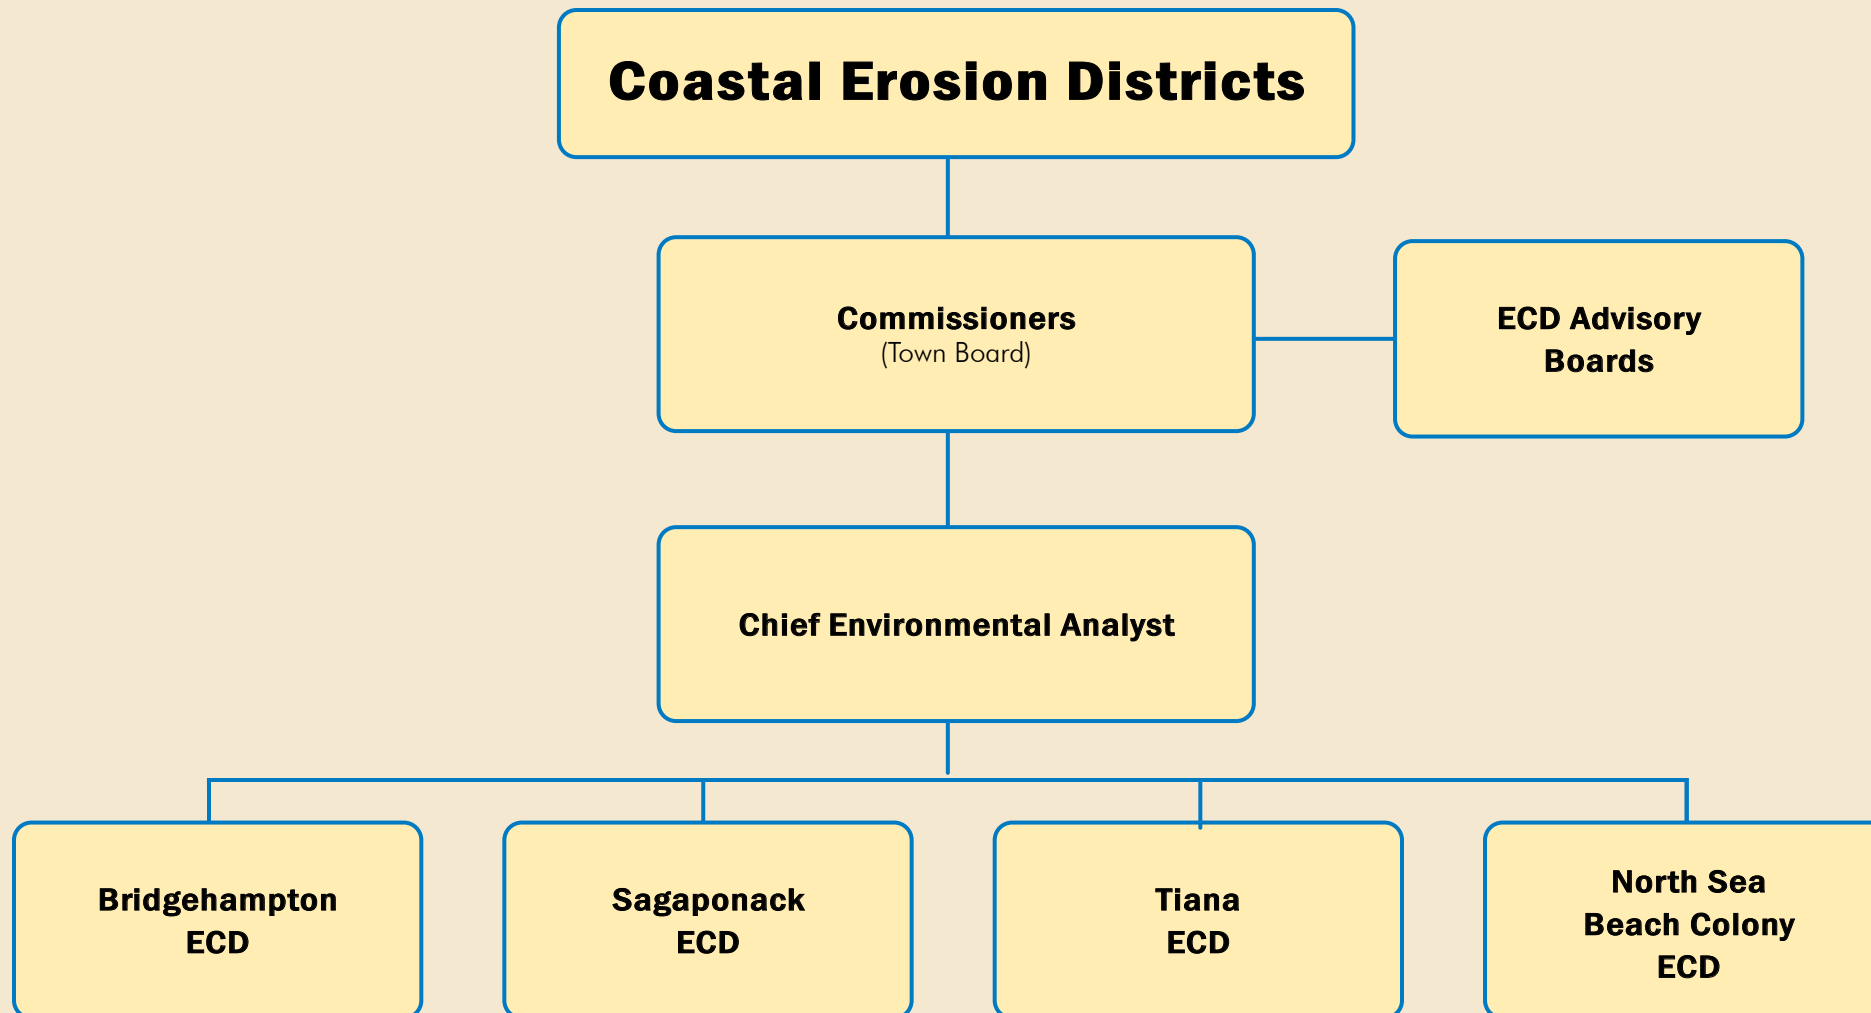 Coastal Erosion Districts
Commissioners
(Town Board)
ECD Advisory
Boards
Chief Environmental Analyst
Bridgehampton
ECD
Sagaponack
ECD
Tiana
ECD
North Sea
Beach Colony
ECD